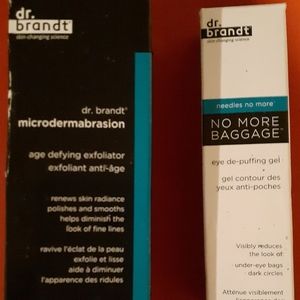 dr.
brandt
skin changing science
dr. brandt®
microdermabrasion
age defying exfoliator
exfoliant anti-âge
renews skin radiance
polishes and smooths
helps diminish the
look of fine lines
ravive l'éclat de la peau
exfolie et lisse
aide à diminuer
l'apparence des ridules
dr.
brandt
skin changing science
needles no more
NO MORE
BAGGAGE™
eye de-puffing gel
gel contour des
yeux anti-poches
Visibly reduces
the look of:
under-eye bags
dark circles
Atténue visiblement